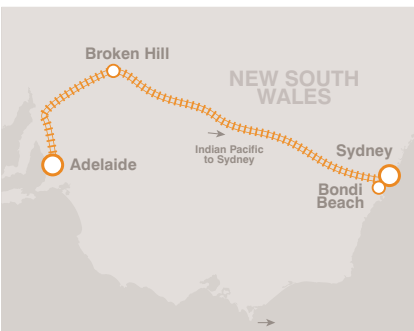 Broken Hill
NEW SOUTH
WALES
Indian Pacific
to Sydney
Sydney
Adelaide
Bondi
Beach